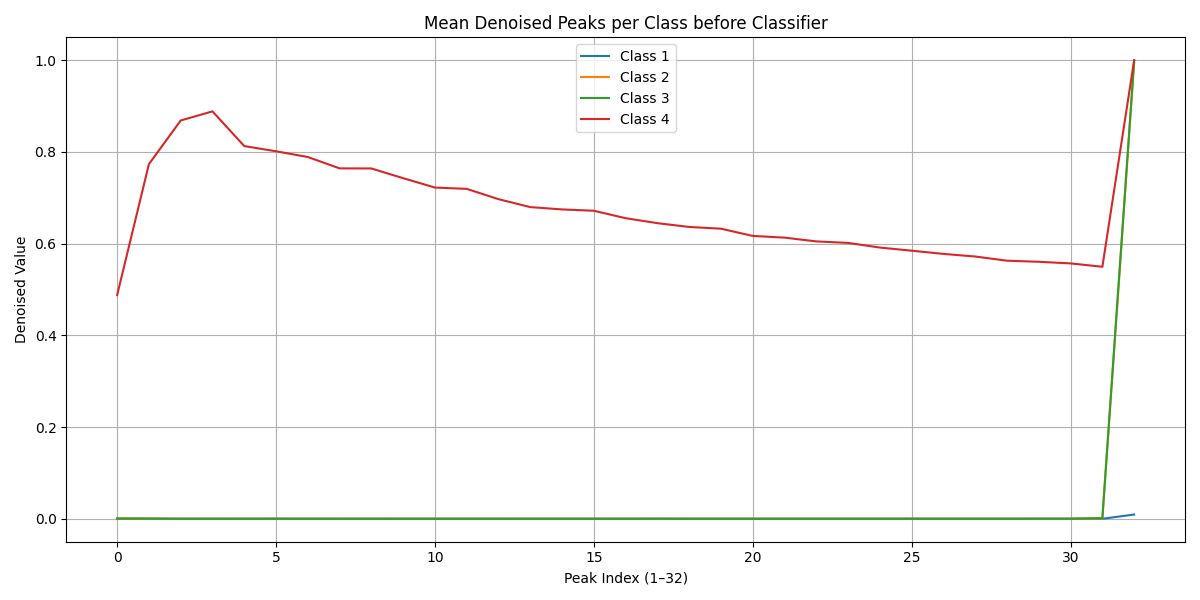 Mean Denoised Peaks per Class before Classifier
Class 1
Class 2
Class 3
Class 4
Denoised Value
1.0
0.8
0.6
0.4
0.2
0.0
0 5 10 15 20 25 30
Peak Index (1–32)